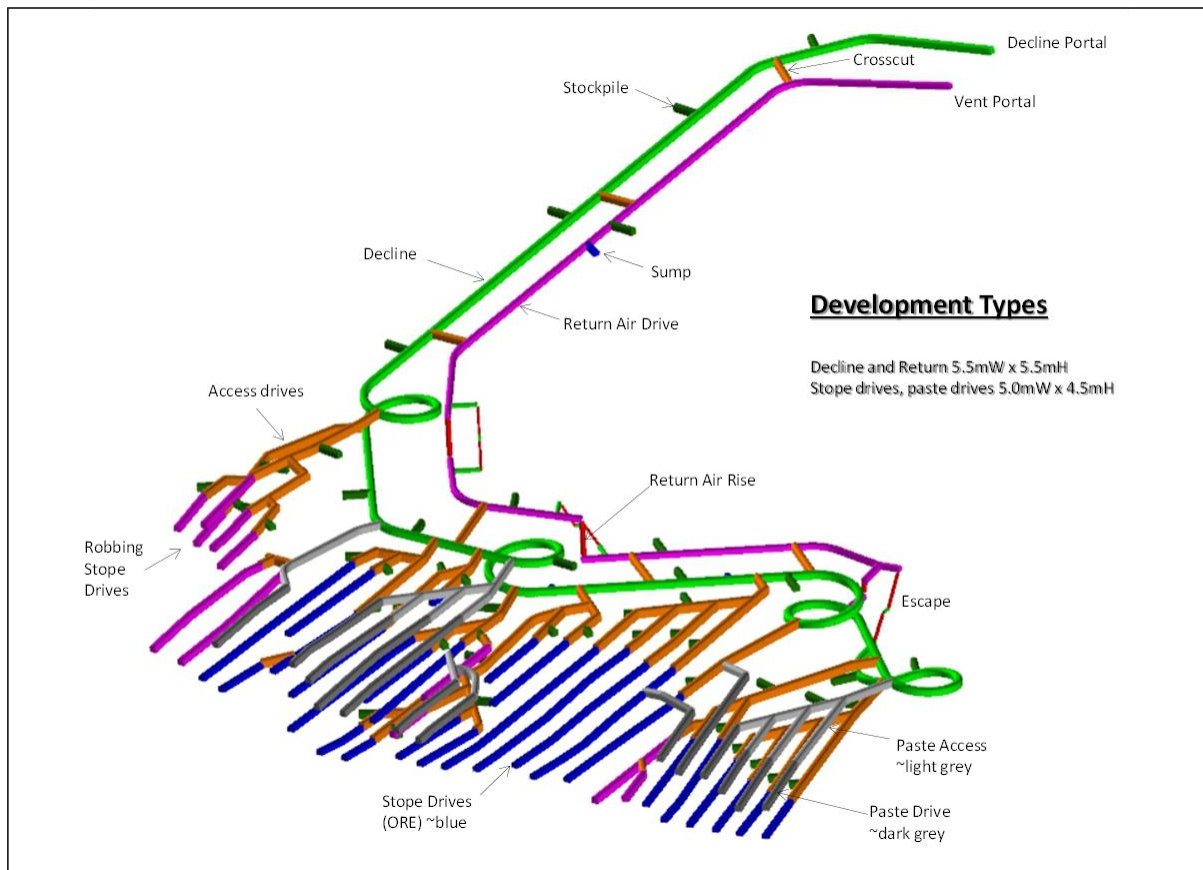 Decline Portal
Crosscut
Stockpile
Vent Portal
Decline
Sump
Development Types
Return Air Drive
Decline and Return 5.5mW x 5.5mH
Stope drives, paste drives 5.0mW x 4.5mH
Access drives
Return Air Rise
Robbing
Stope
Drives
Escape
Paste Access
~light grey
Stope Drives
(ORE) ~blue
Paste Drive
~dark grey